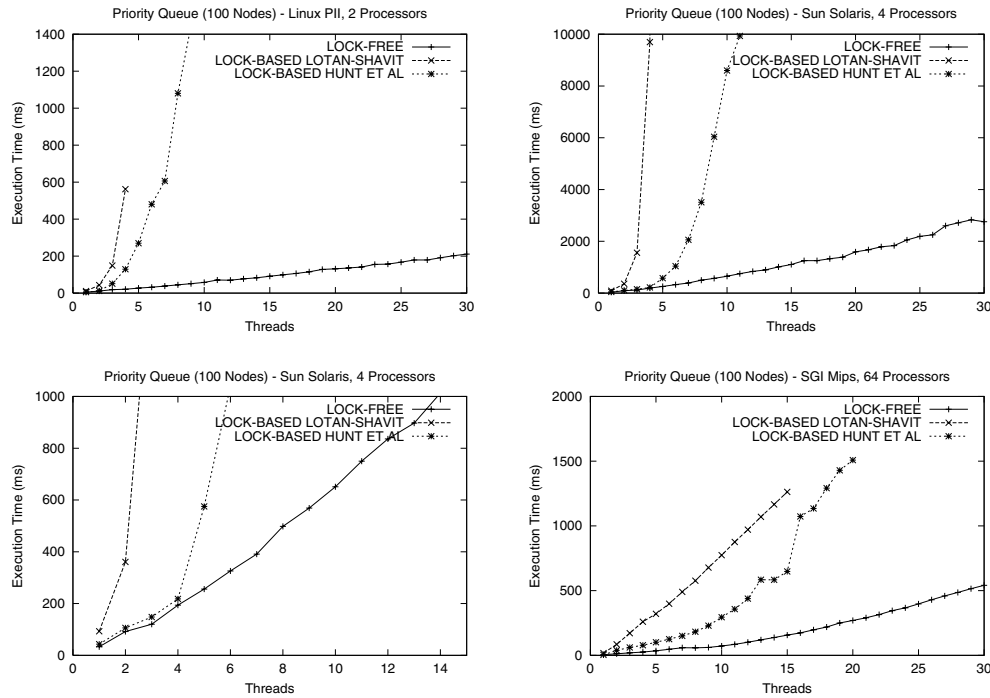 Priority Queue (100 Nodes) - Linux PII, 2 Processors
1400
1200
1000
800
600
400
200
0
Execution Time (ms)
LOCK-FREE
LOCK-BASED LOTAN-SHAVIT
LOCK-BASED HUNT ET AL
0 5 10 15 20 25 30
Threads
Priority Queue (100 Nodes) - Sun Solaris, 4 Processors
10000
8000
6000
4000
2000
0
Execution Time (ms)
LOCK-FREE
LOCK-BASED LOTAN-SHAVIT
LOCK-BASED HUNT ET AL
0 5 10 15 20 25 30
Threads
Priority Queue (100 Nodes) - Sun Solaris, 4 Processors
1000
800
600
400
200
0
Execution Time (ms)
LOCK-FREE
LOCK-BASED LOTAN-SHAVIT
LOCK-BASED HUNT ET AL
0 2 4 6 8 10 12 14
Threads
Priority Queue (100 Nodes) - SGI Mips, 64 Processors
2000
1500
1000
500
0
Execution Time (ms)
LOCK-FREE
LOCK-BASED LOTAN-SHAVIT
LOCK-BASED HUNT ET AL
0 5 10 15 20 25 30
Threads